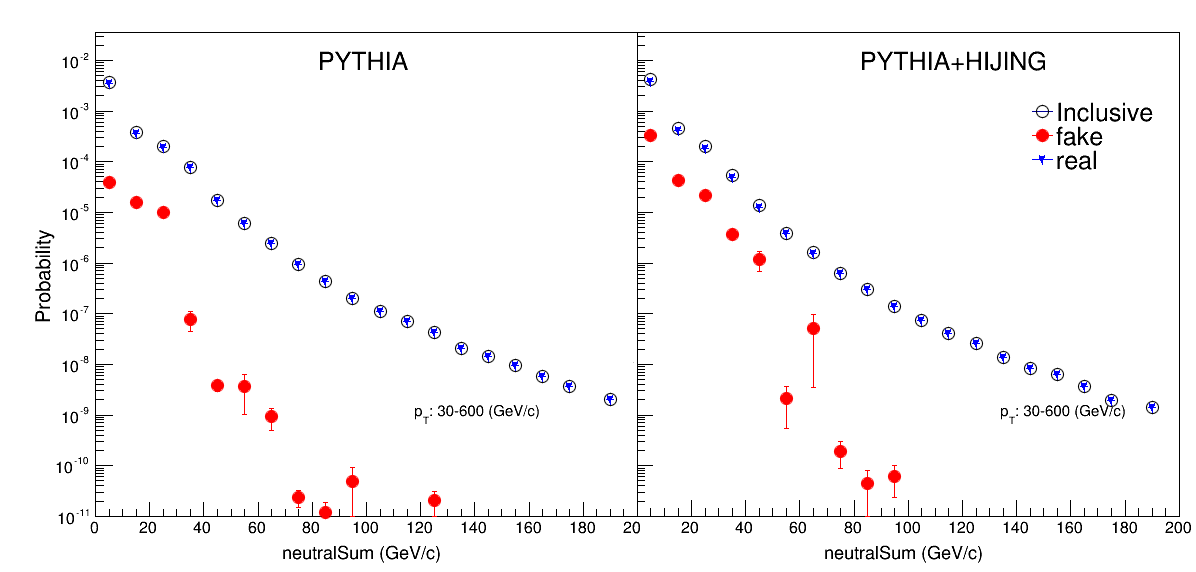 PYTHIA
PYTHIA+HIJING
Inclusive
fake
real
10^-2
10^-3
10^-4
10^-5
10^-6
10^-7
10^-8
10^-9
10^-10
10^-11
Probability
p_T: 30-600 (GeV/c)
p_T: 30-600 (GeV/c)
0 20 40 60 80 100 120 140 160 180 20
20 40 60 80 100 120 140 160 180 200
neutralSum (GeV/c)
neutralSum (GeV/c)